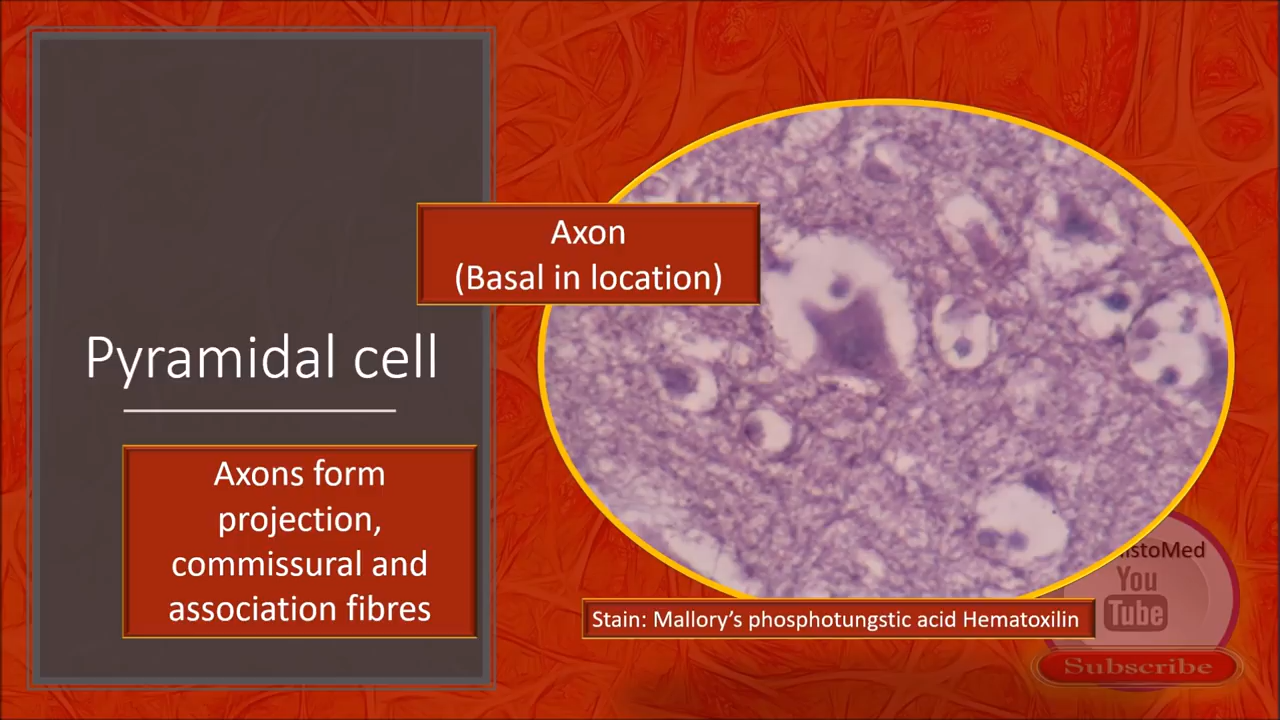 Axon
(Basal in location)
Pyramidal cell
Axons form
projection,
commissural and
association fibres
Stain: Mallory's phosphotungstic acid Hematoxilin
You
Tube
Subscribe